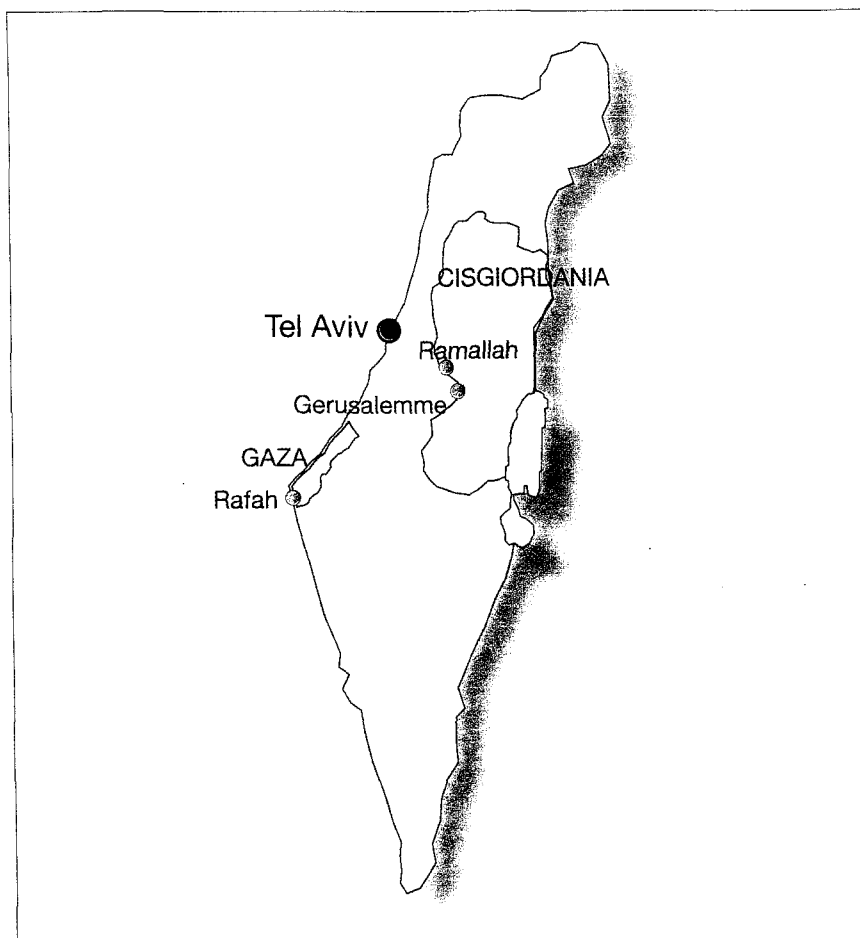 CISGIORDANIA
Tel Aviv
Ramallah
Gerusalemme
GAZA
Rafah